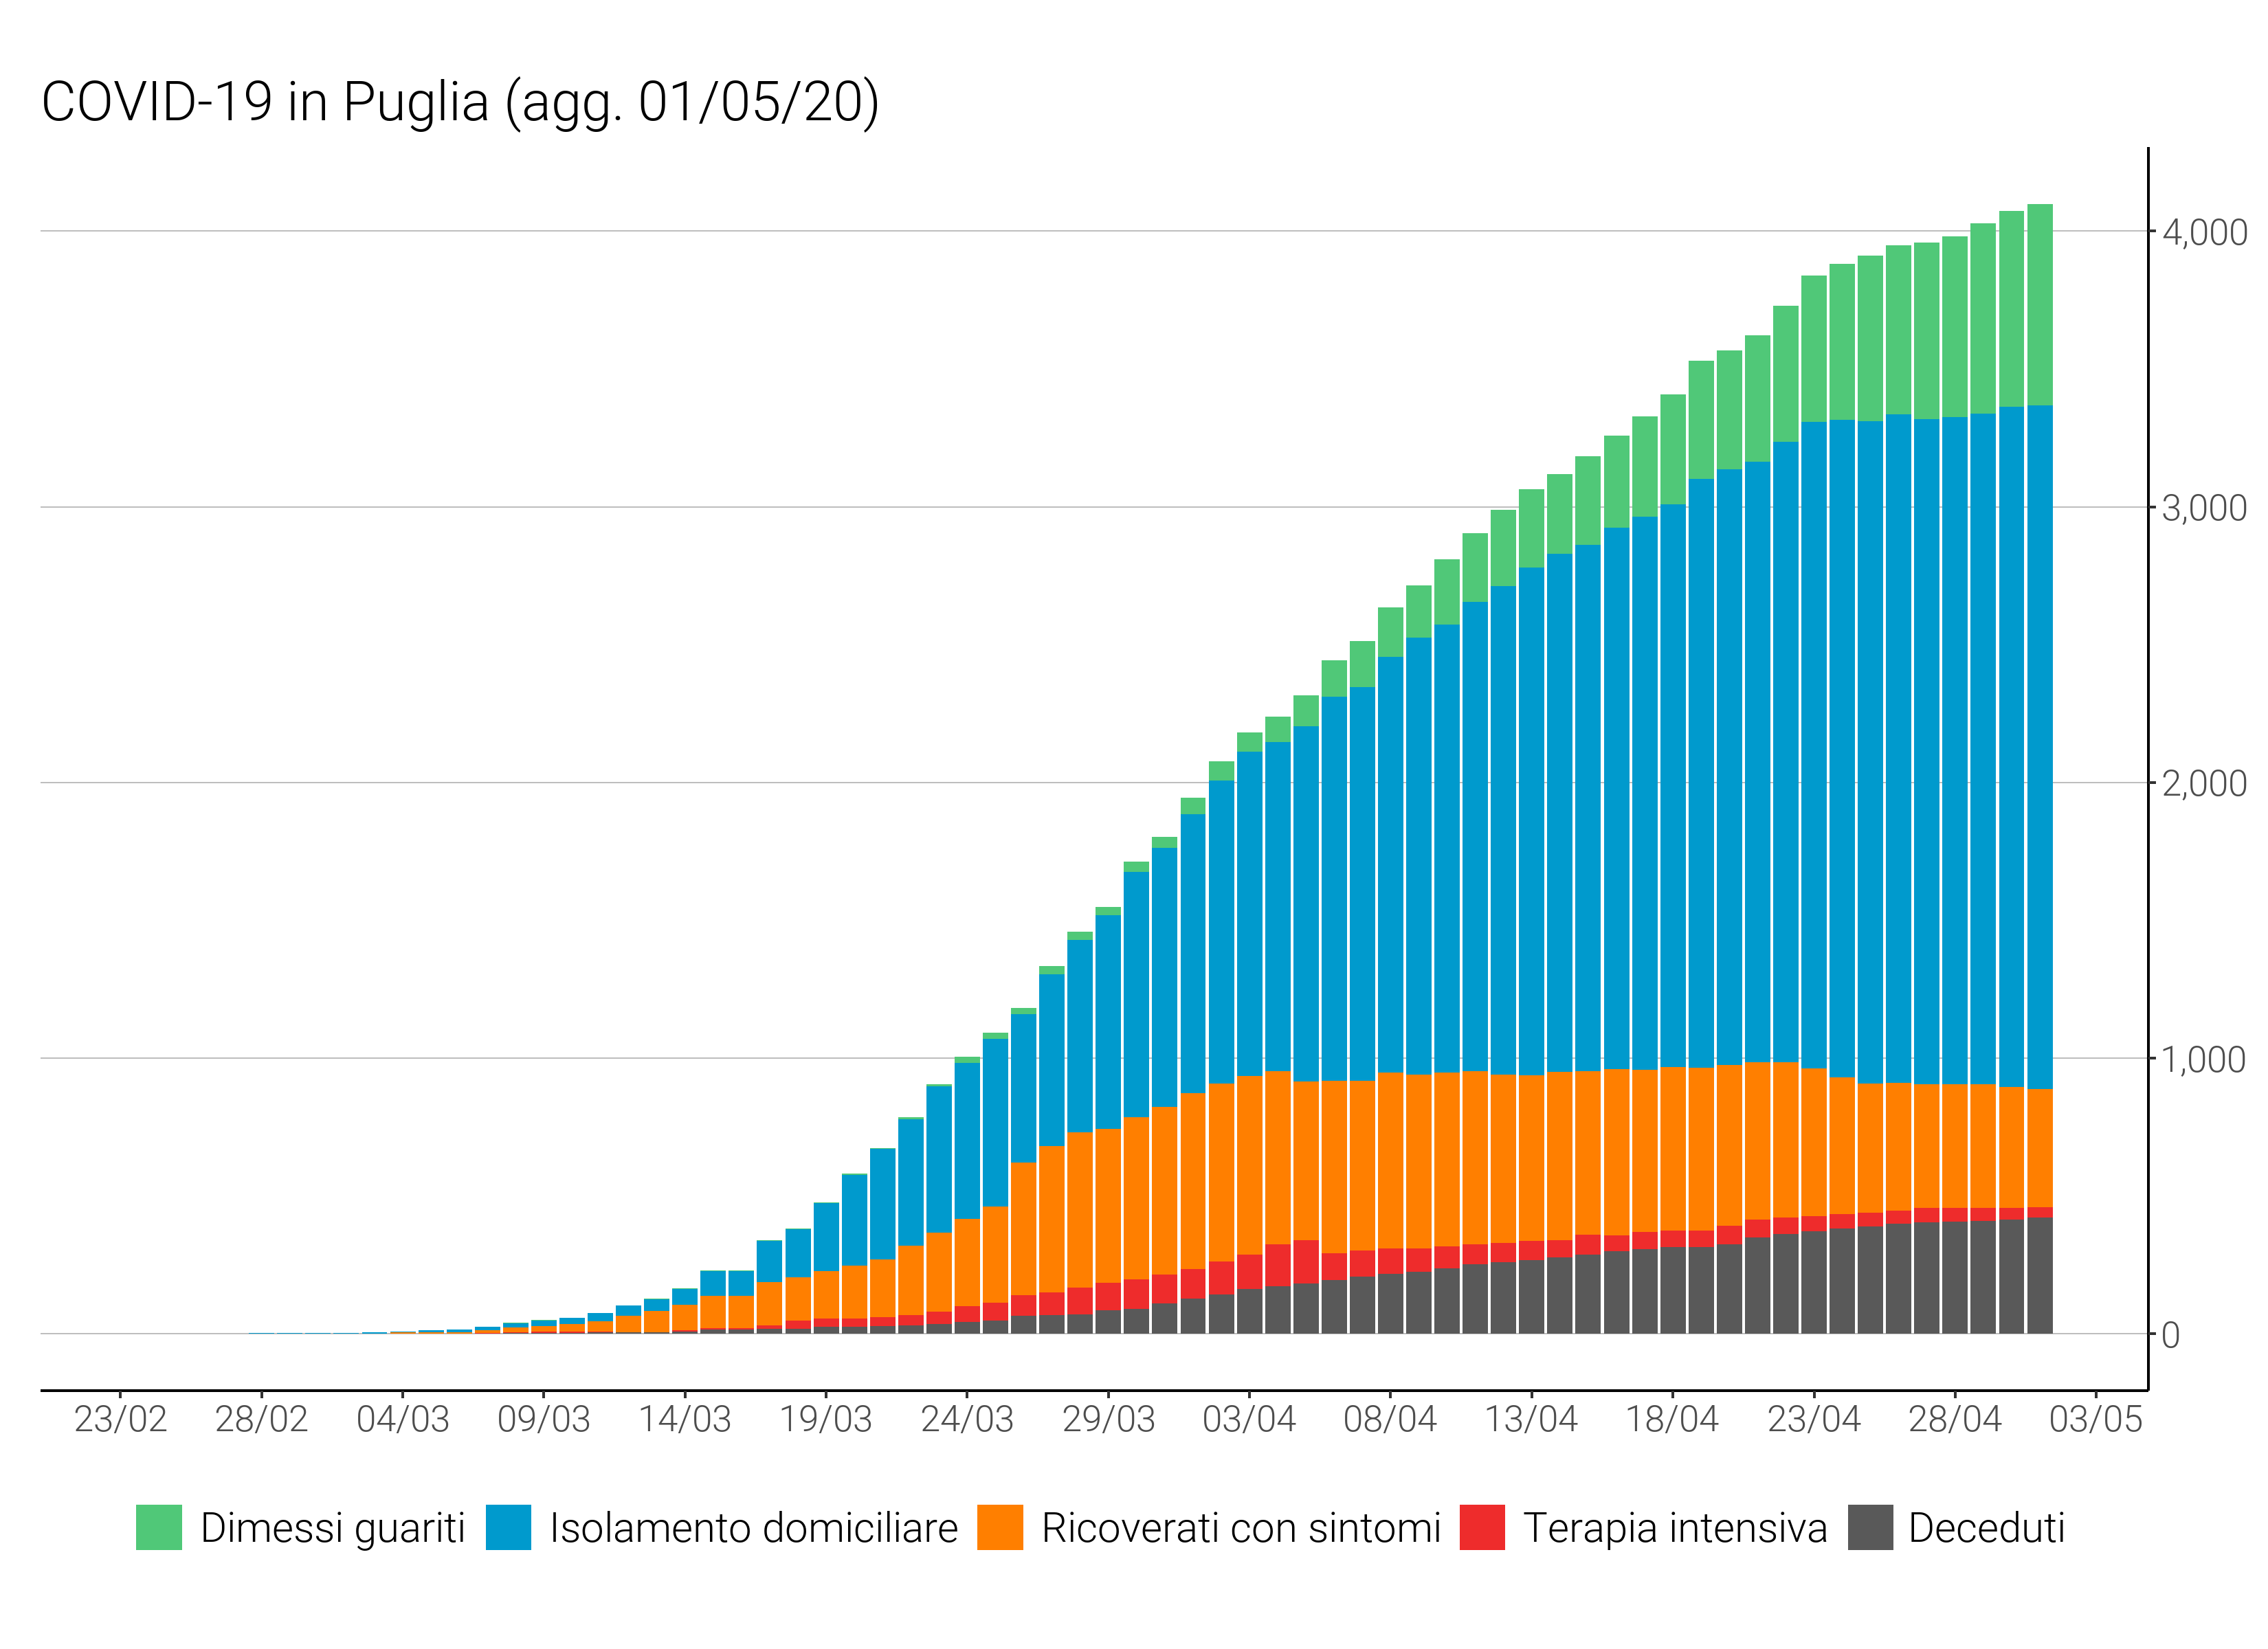 COVID-19 in Puglia (agg. 01/05/20)
4,000
3,000
2,000
1,000
0
23/02 28/02 04/03 09/03 14/03 19/03 24/03 29/03 03/04 08/04 13/04 18/04 23/04 28/04 03/05
Dimessi guariti Isolamento domiciliare Ricoverati con sintomi Terapia intensiva Deceduti